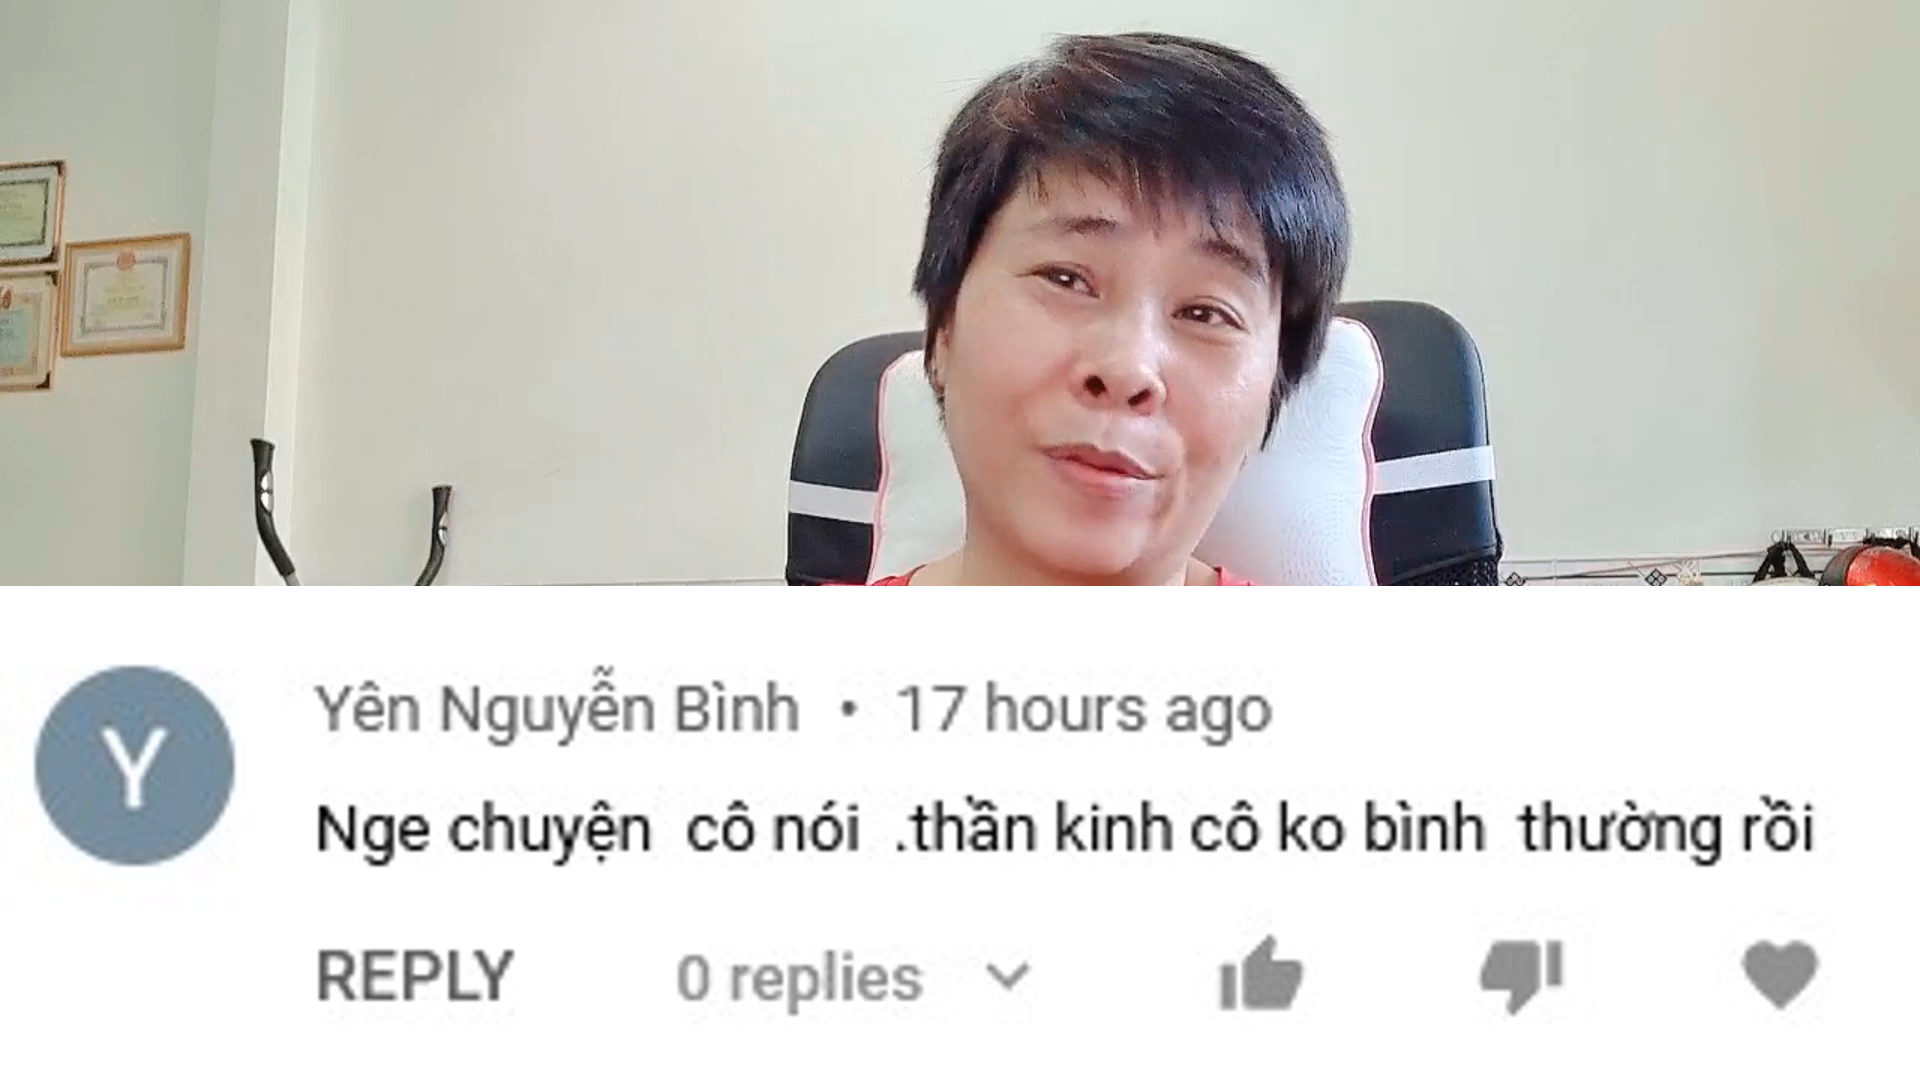 Y
Yên Nguyễn Bình • 17 hours ago
Nge chuyện cô nói .thần kinh cô ko bình thường rồi
REPLY 0 replies